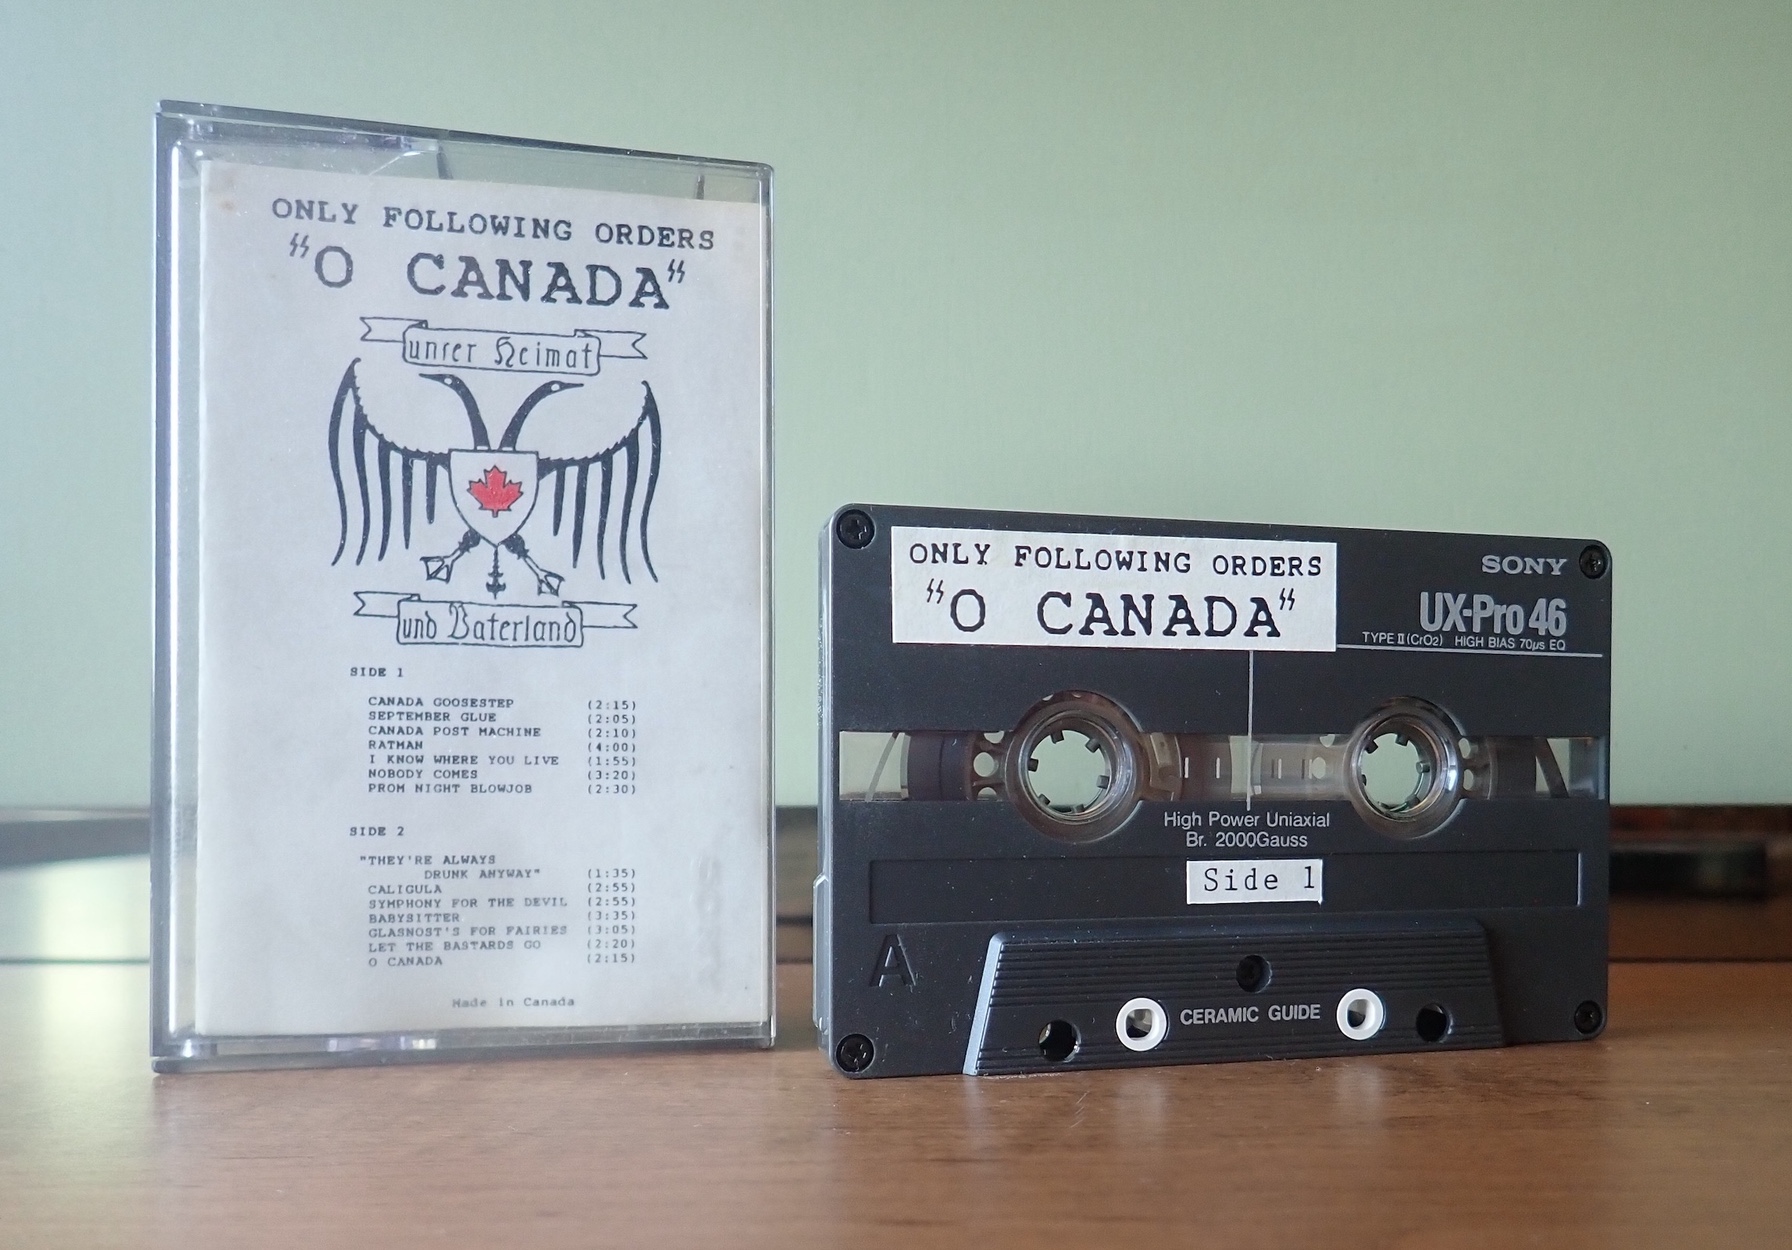 ONLY FOLLOWING ORDERS
"O CANADA"
unser Heimat
und Vaterland
SIDE 1
CANADA GOOSESTEP (2:15)
SEPTEMBER GLUE (2:05)
CANADA POST MACHINE (2:10)
RATMAN (4:00)
I KNOW WHERE YOU LIVE (1:55)
NOBODY COMES (3:20)
PROM NIGHT BLOWJOB (2:30)
SIDE 2
"THEY'RE ALWAYS
DRUNK ANYWAY" (1:35)
CALIGULA (2:55)
SYMPHONY FOR THE DEVIL (2:55)
BABYSITTER (3:35)
GLASNOST'S FOR FAIRIES (3:05)
LET THE BASTARDS GO (2:20)
O CANADA (2:15)
Made in Canada
ONLY FOLLOWING ORDERS
"O CANADA"
SONY
UX-Pro 46
TYPE II (CrO2) HIGH BIAS 70μs EQ
High Power Uniaxial
Br. 2000Gauss
Side 1
A
CERAMIC GUIDE